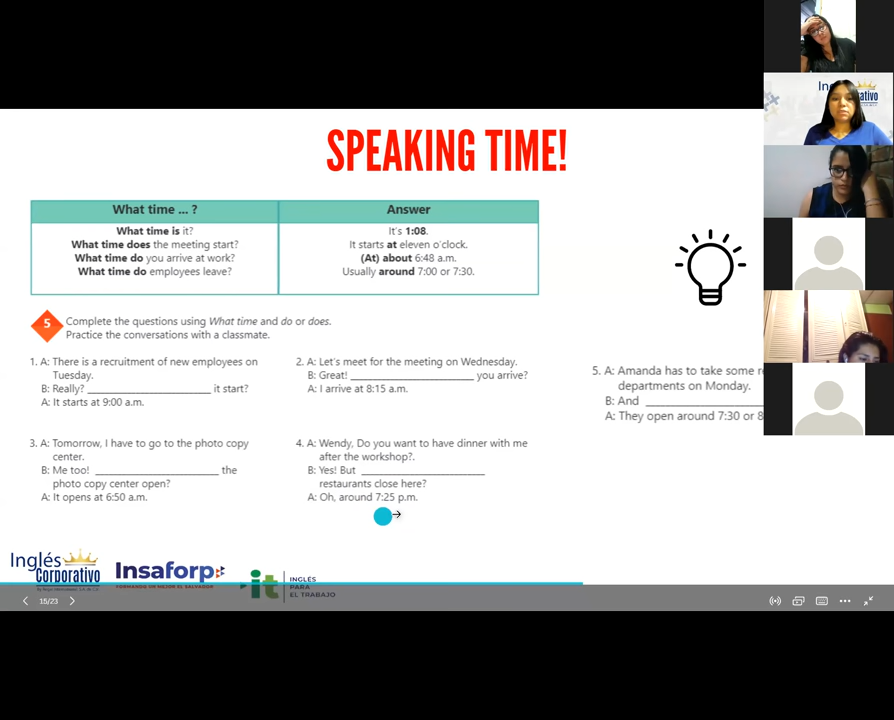 SPEAKING TIME!
What time ... ?
Answer
What time is it?
It's 1:08.
What time does the meeting start?
It starts at eleven o'clock.
What time do you arrive at work?
(At) about 6:48 a.m.
What time do employees leave?
Usually around 7:00 or 7:30.
5
Complete the questions using What time and do or does.
Practice the conversations with a classmate.
1. A: There is a recruitment of new employees on
Tuesday.
B: Really? ______________________ it start?
A: It starts at 9:00 a.m.
2. A: Let's meet for the meeting on Wednesday.
B: Great! ______________________ you arrive?
A: I arrive at 8:15 a.m.
3. A: Tomorrow, I have to go to the photo copy
center.
B: Me too! ______________________ the
photo copy center open?
A: It opens at 6:50 a.m.
4. A: Wendy, Do you want to have dinner with me
after the workshop?.
B: Yes! But ______________________
restaurants close here?
A: Oh, around 7:25 p.m.
5. A: Amanda has to take some
departments on Monday.
B: And ______________________
A: They open around 7:30 or 8
Inglés
Corporativo
Insaforp
it
INGLÉS
PARA
EL TRABAJO
15/23